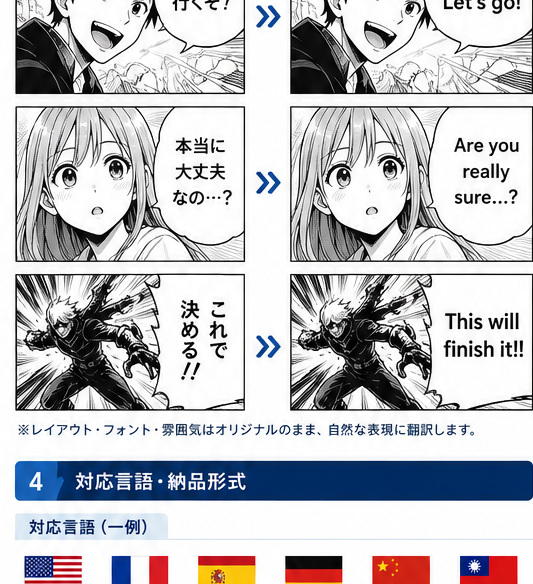 行くぞ!
Let's go!
本当に
大丈夫
なの…?
Are you
really
sure...?
これで
決める!!
This will
finish it!!
※レイアウト・フォント・雰囲気はオリジナルのまま、自然な表現に翻訳します。
4 対応言語・納品形式
対応言語（一例）